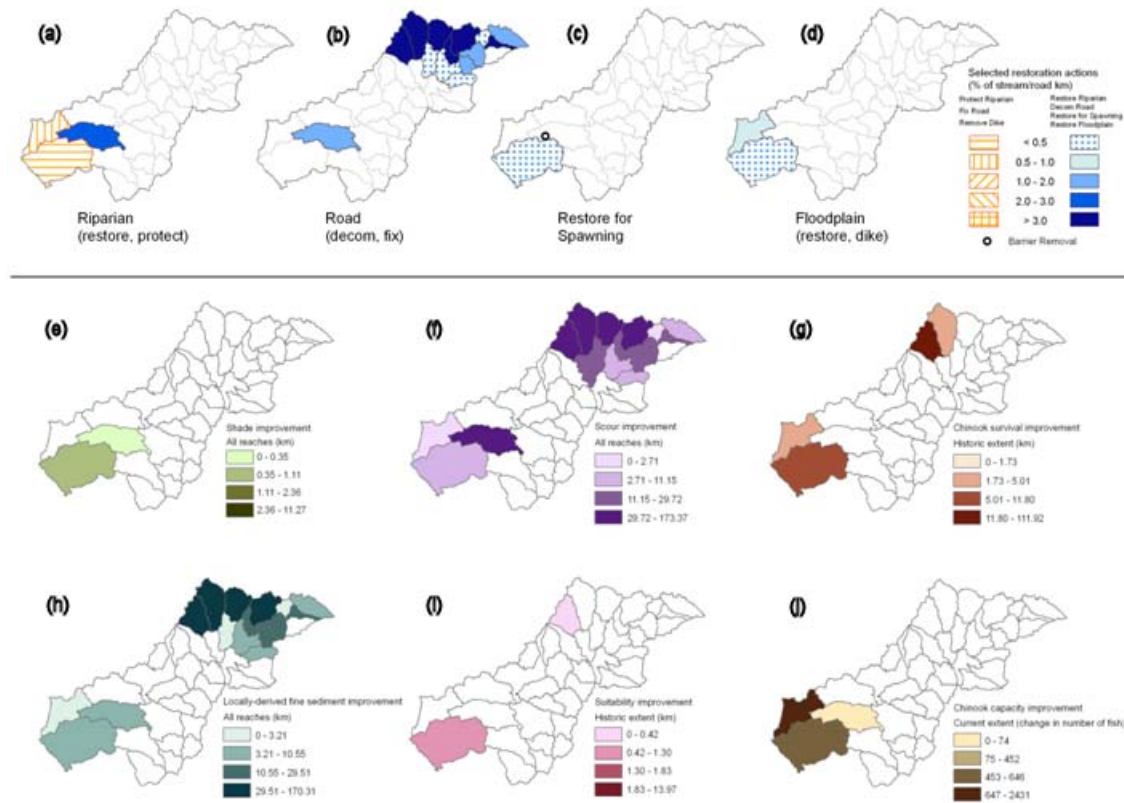 (a)
(b)
(c)
(d)
Riparian
(restore, protect)
Road
(decom, fix)
Restore for
Spawning
Floodplain
(restore, dike)
Selected restoration actions
(% of stream/road km)
Protect Riparian
Fix Road
Remove Dike
Restore Riparian
Decom Road
Restore for Spawning
Restore Floodplain
< 0.5
0.5 - 1.0
1.0 - 2.0
2.0 - 3.0
> 3.0
Barrier Removal
(e)
Shade improvement
All reaches (km)
0 - 0.35
0.35 - 1.11
1.11 - 2.36
2.36 - 11.27
(f)
Scour improvement
All reaches (km)
0 - 2.71
2.71 - 11.15
11.15 - 29.72
29.72 - 173.37
(g)
Chinook survival improvement
Historic extent (km)
0 - 1.73
1.73 - 5.01
5.01 - 11.80
11.80 - 111.92
(h)
Locally-derived fine sediment improvement
All reaches (km)
0 - 3.21
3.21 - 10.55
10.55 - 29.51
29.51 - 170.31
(i)
Suitability improvement
Historic extent (km)
0 - 0.42
0.42 - 1.30
1.30 - 1.83
1.83 - 13.97
(j)
Chinook capacity improvement
Current extent (change in number of fish)
0 - 74
75 - 452
453 - 646
647 - 2431